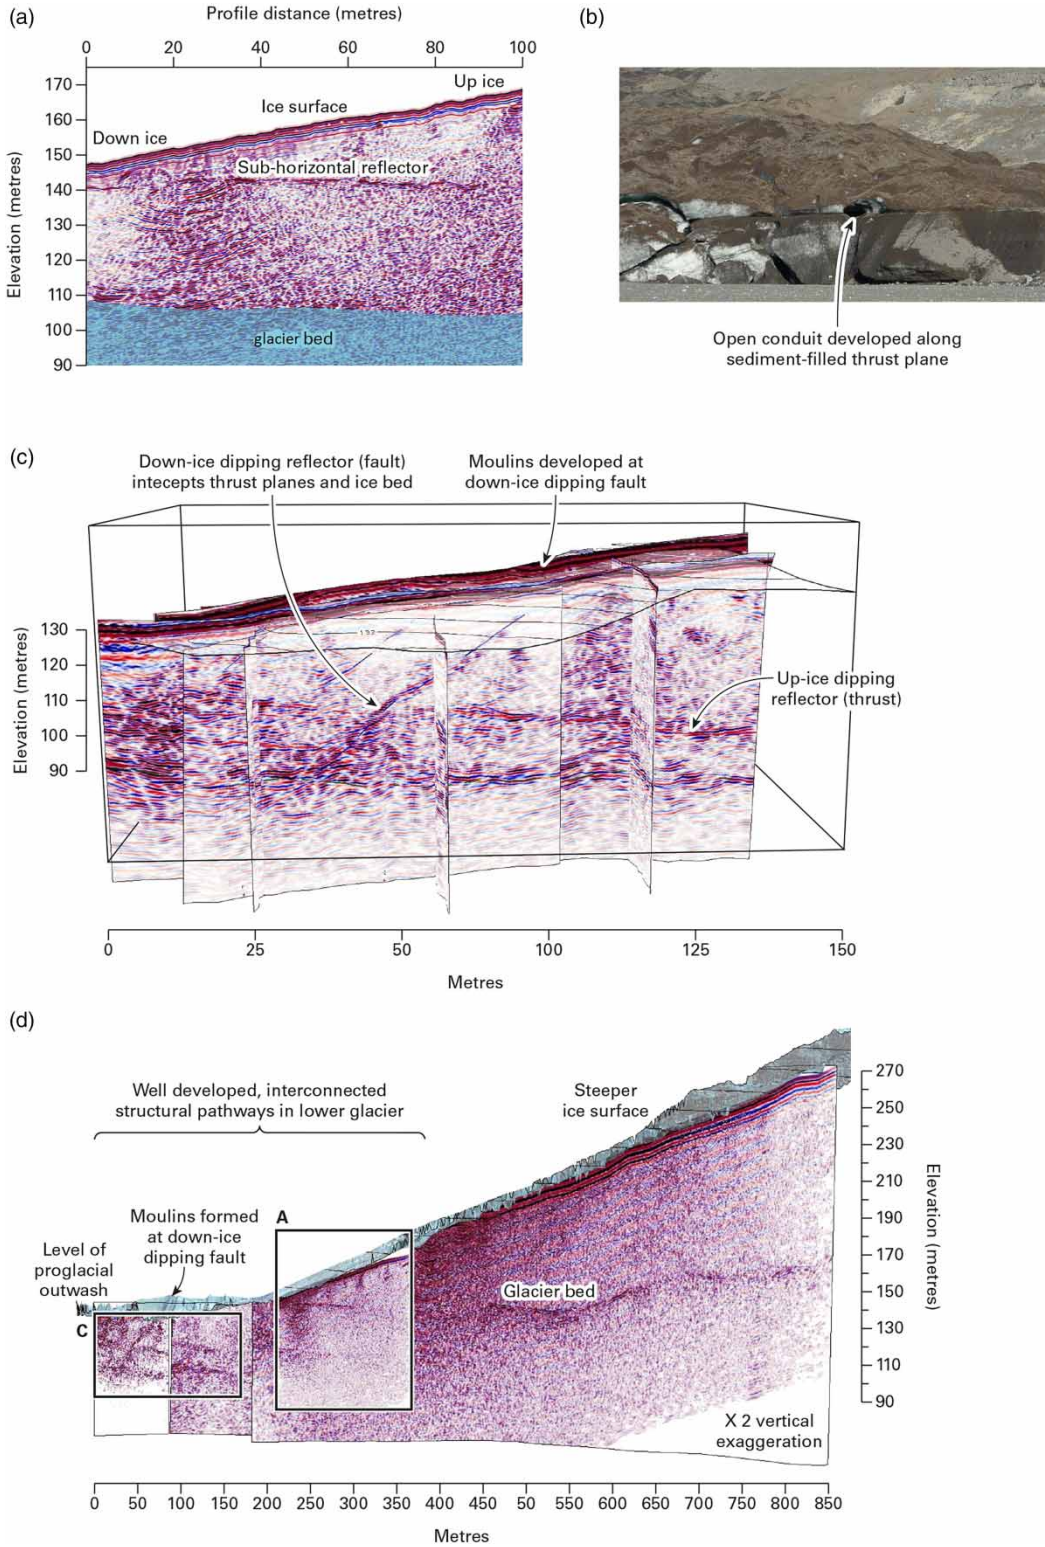 (a)
Profile distance (metres)
0 20 40 60 80 100
Up ice
Ice surface
Down ice
Sub-horizontal reflector
170
160
150
140
130
120
110
100
90
Elevation (metres)
glacier bed
(b)
Open conduit developed along
sediment-filled thrust plane
(c)
Down-ice dipping reflector (fault)
intecepts thrust planes and ice bed
Moulins developed at
down-ice dipping fault
Up-ice dipping
reflector (thrust)
132
130
120
110
100
90
Elevation (metres)
0 25 50 100 125 150
Metres
(d)
Well developed, interconnected
structural pathways in lower glacier
Steeper
ice surface
Moulins formed
at down-ice
dipping fault
Level of
proglacial
outwash
A
C
Glacier bed
270
250
230
210
190
170
150
130
110
90
Elevation (metres)
X 2 vertical
exaggeration
0 50 100 150 200 250 300 350 400 450 500 550 600 650 700 750 800 850
Metres